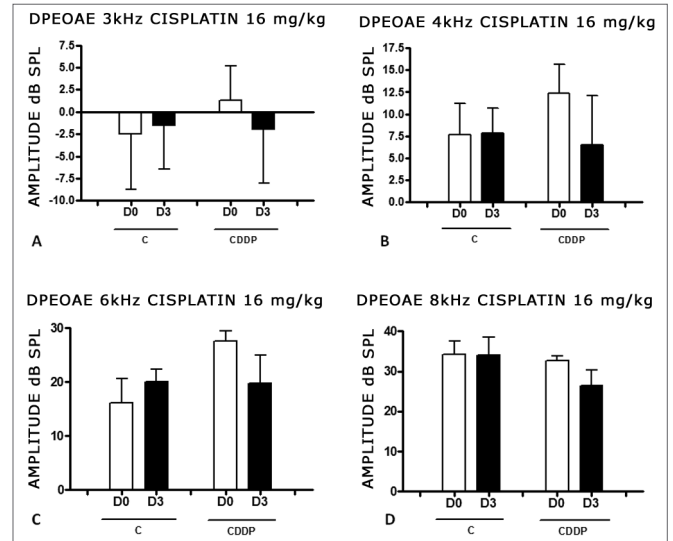 DPEOAE 3kHz CISPLATIN 16 mg/kg
AMPLITUDE dB SPL
7.5
5.0
2.5
0.0
-2.5
-5.0
-7.5
-10.0
D0 D3 D0 D3
C CDDP
A
DPEOAE 4kHz CISPLATIN 16 mg/kg
AMPLITUDE dB SPL
17.5
15.0
12.5
10.0
7.5
5.0
2.5
0.0
D0 D3 D0 D3
C CDDP
B
DPEOAE 6kHz CISPLATIN 16 mg/kg
AMPLITUDE dB SPL
30
20
10
0
D0 D3 D0 D3
C CDDP
C
DPEOAE 8kHz CISPLATIN 16 mg/kg
AMPLITUDE dB SPL
40
30
20
10
0
D0 D3 D0 D3
C CDDP
D